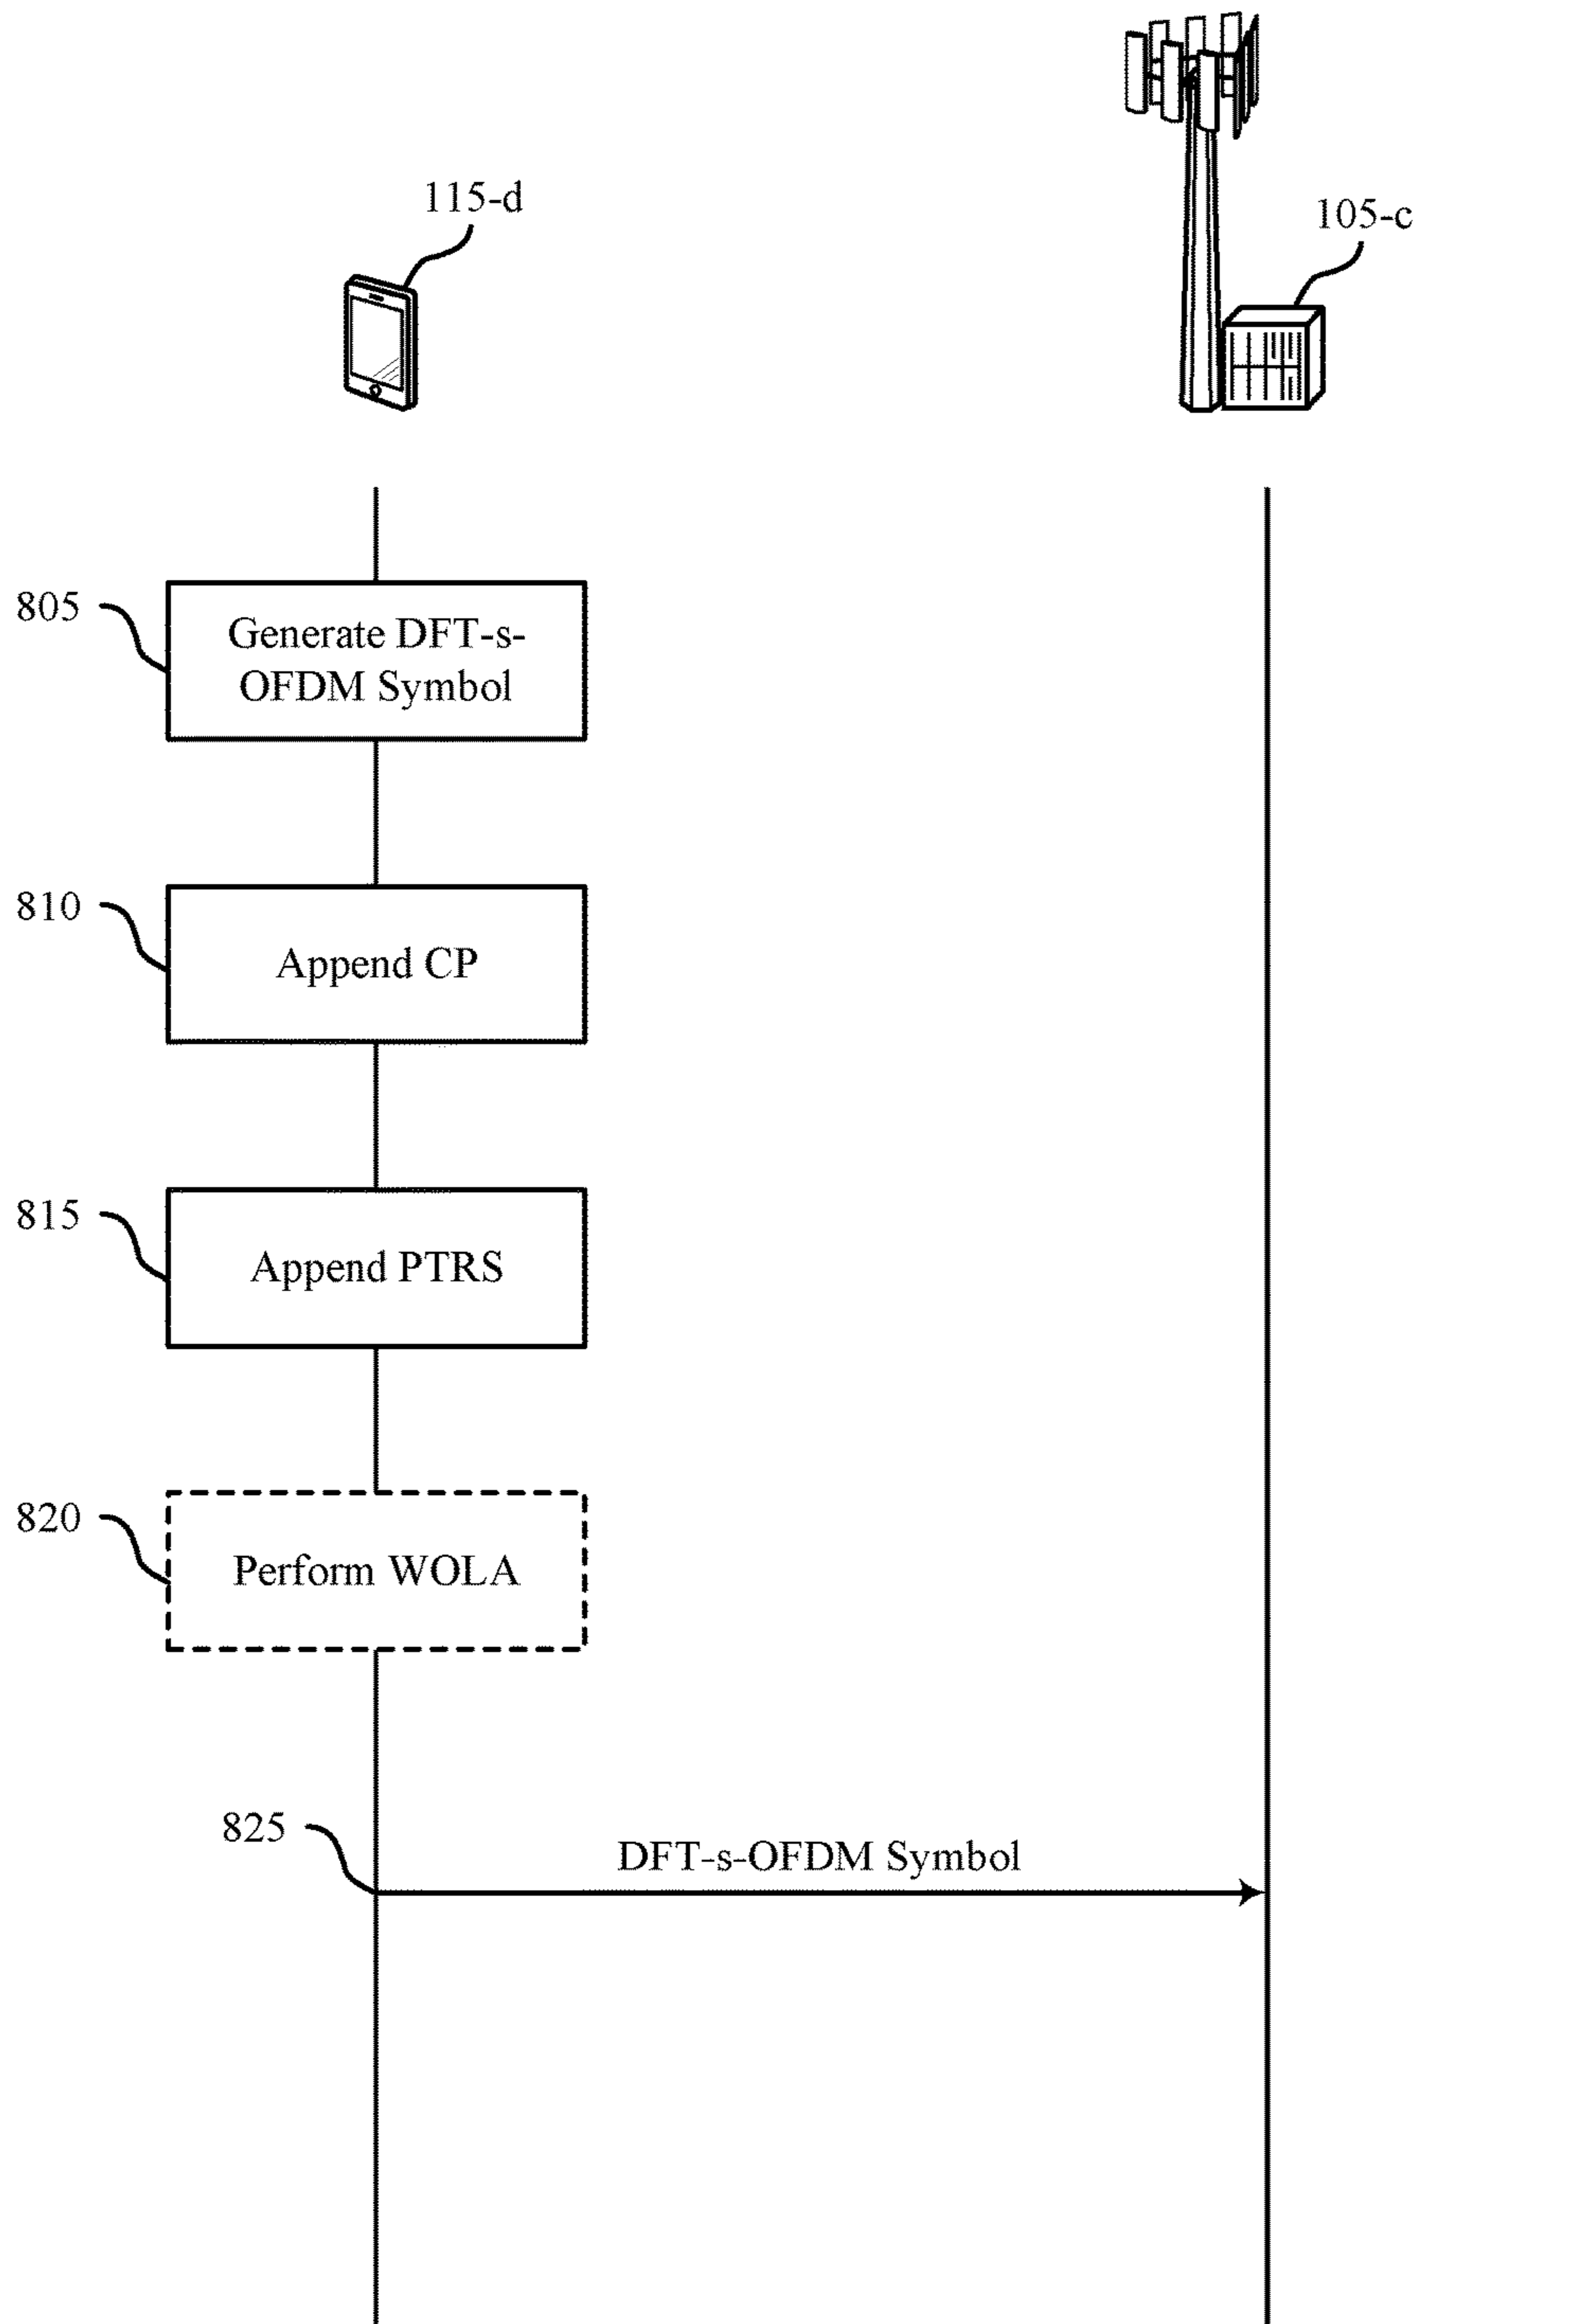 115-d
105-c
805
Generate DFT-s-
OFDM Symbol
810
Append CP
815
Append PTRS
820
Perform WOLA
825
DFT-s-OFDM Symbol